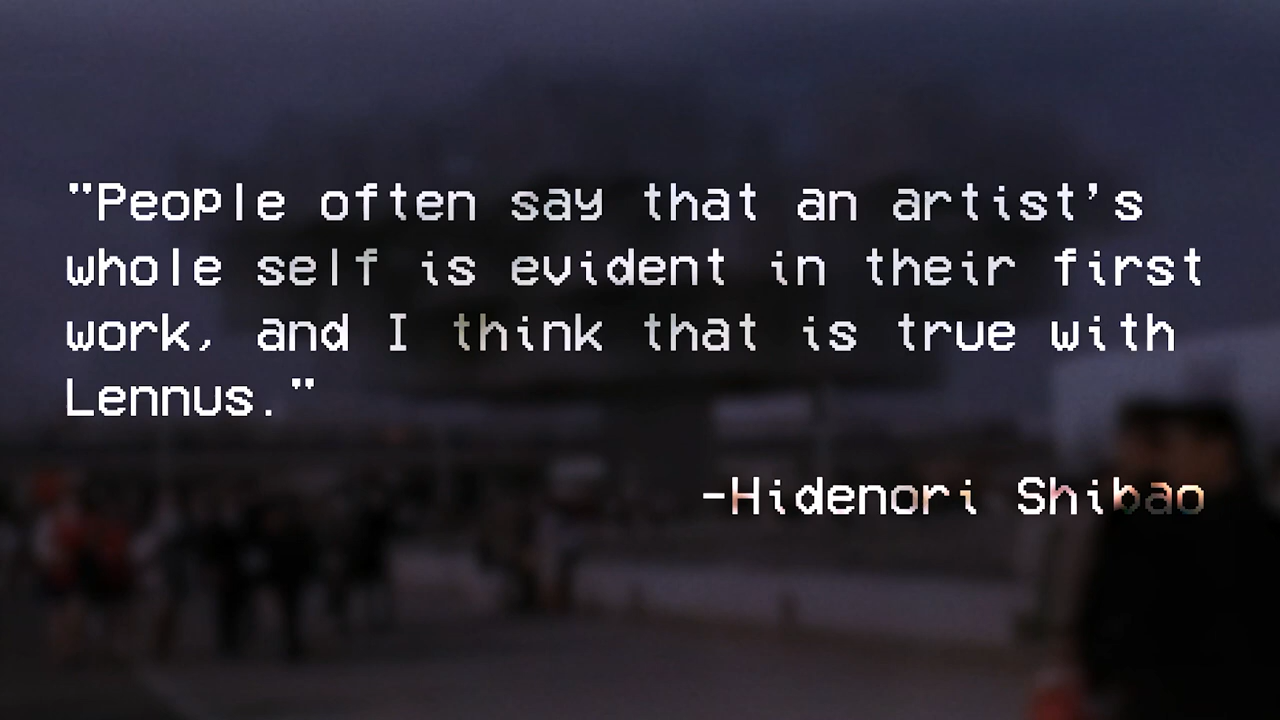 "People often say that an artist's
whole self is evident in their first
work, and I think that is true with
Lennus."
-Hidenori Shibao